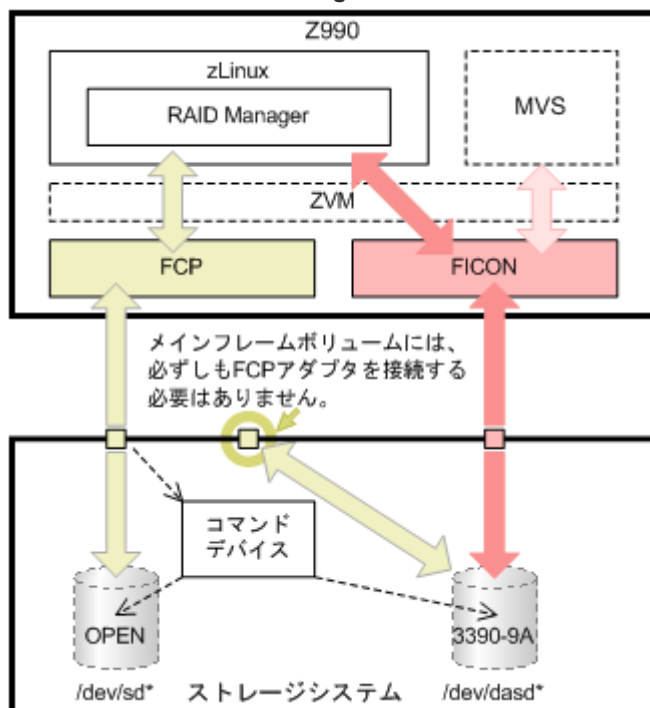 Z990
zLinux
RAID Manager
MVS
ZVM
FCP
FICON
メインフレームボリュームには、
必ずしもFCPアダプタを接続する
必要はありません。
コマンド
デバイス
OPEN
3390-9A
/dev/sd*
ストレージシステム
/dev/dasd*